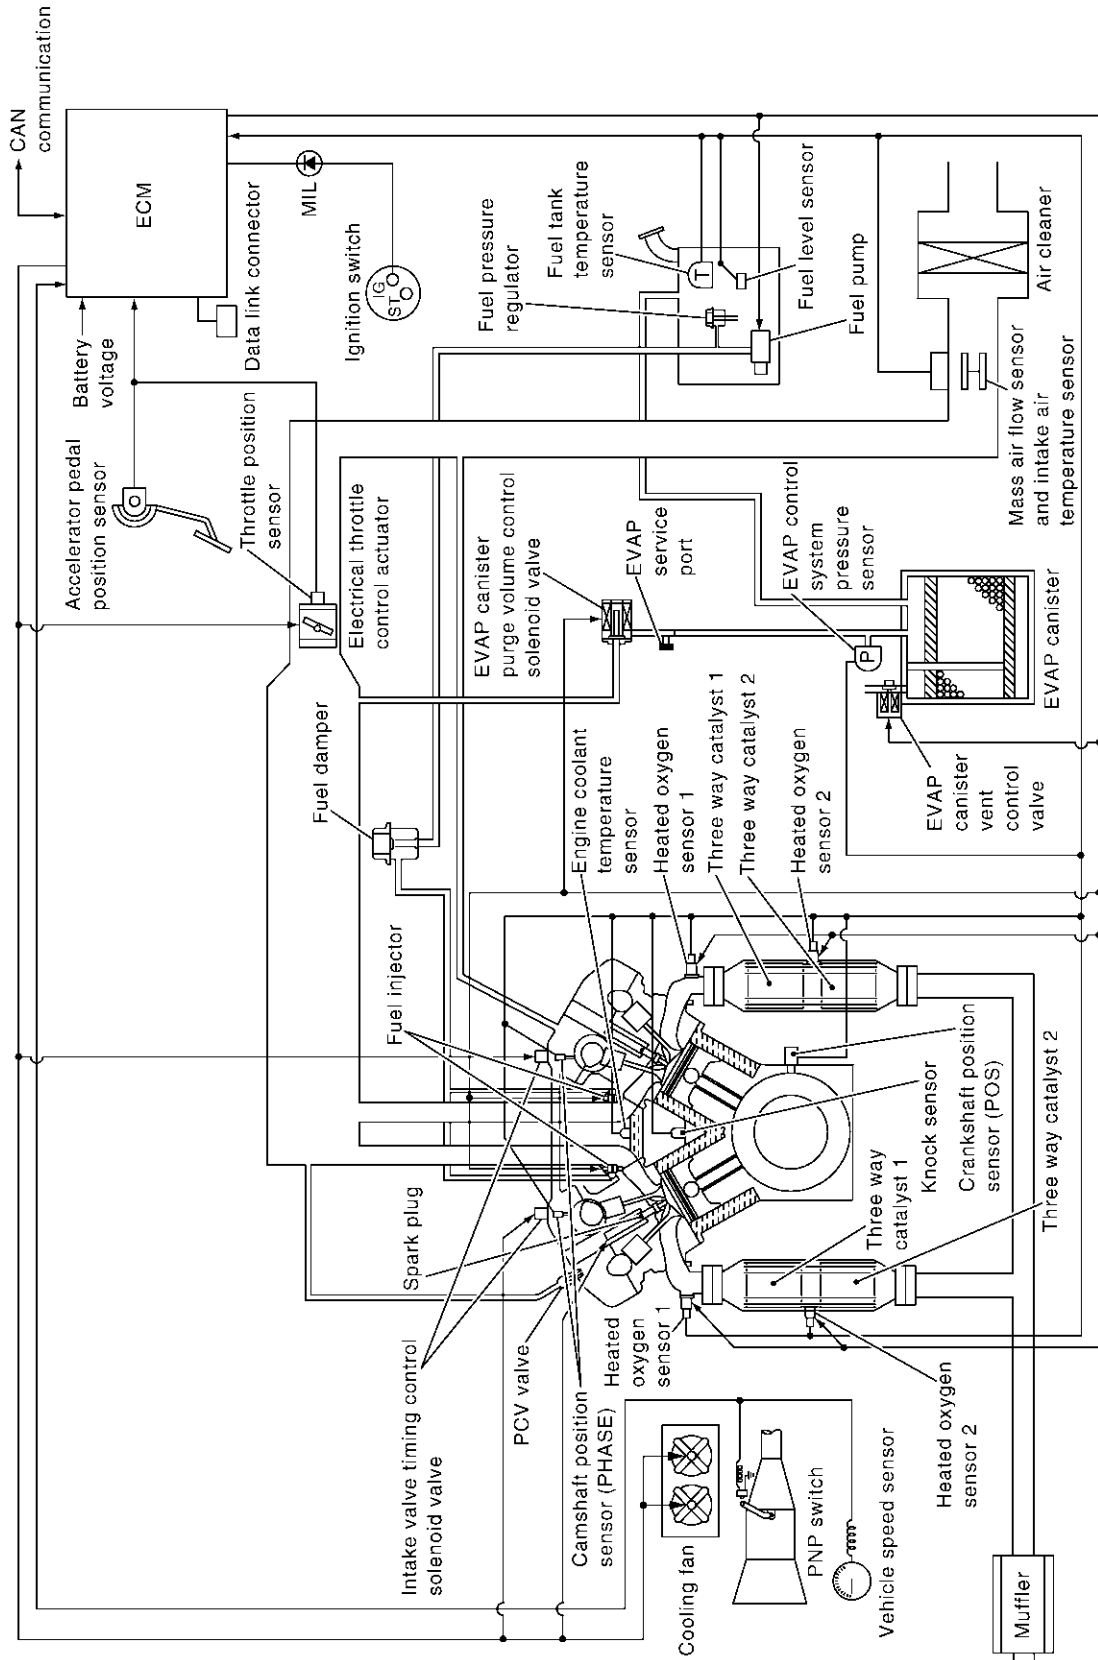 CAN
communication
ECM
MIL
Battery
voltage
Data link connector
Ignition switch
IG
ST
Accelerator pedal
position sensor
Throttle position
sensor
Electrical throttle
control actuator
Fuel pressure
regulator
Fuel tank
temperature
sensor
T
Fuel level sensor
Fuel pump
Air cleaner
Mass air flow sensor
and intake air
temperature sensor
EVAP canister
purge volume control
solenoid valve
EVAP
service
port
EVAP control
system
pressure
sensor
P
EVAP canister
EVAP
canister
vent
control
valve
Fuel damper
Engine coolant
temperature
sensor
Heated oxygen
sensor 1
Three way catalyst 1
Three way catalyst 2
Heated oxygen
sensor 2
Fuel injector
Spark plug
PCV valve
Intake valve timing control
solenoid valve
Camshaft position
sensor (PHASE)
Heated
oxygen
sensor 1
Knock sensor
Crankshaft position
sensor (POS)
Three way
catalyst 1
Three way catalyst 2
Heated oxygen
sensor 2
Cooling fan
PNP switch
Vehicle speed sensor
Muffler